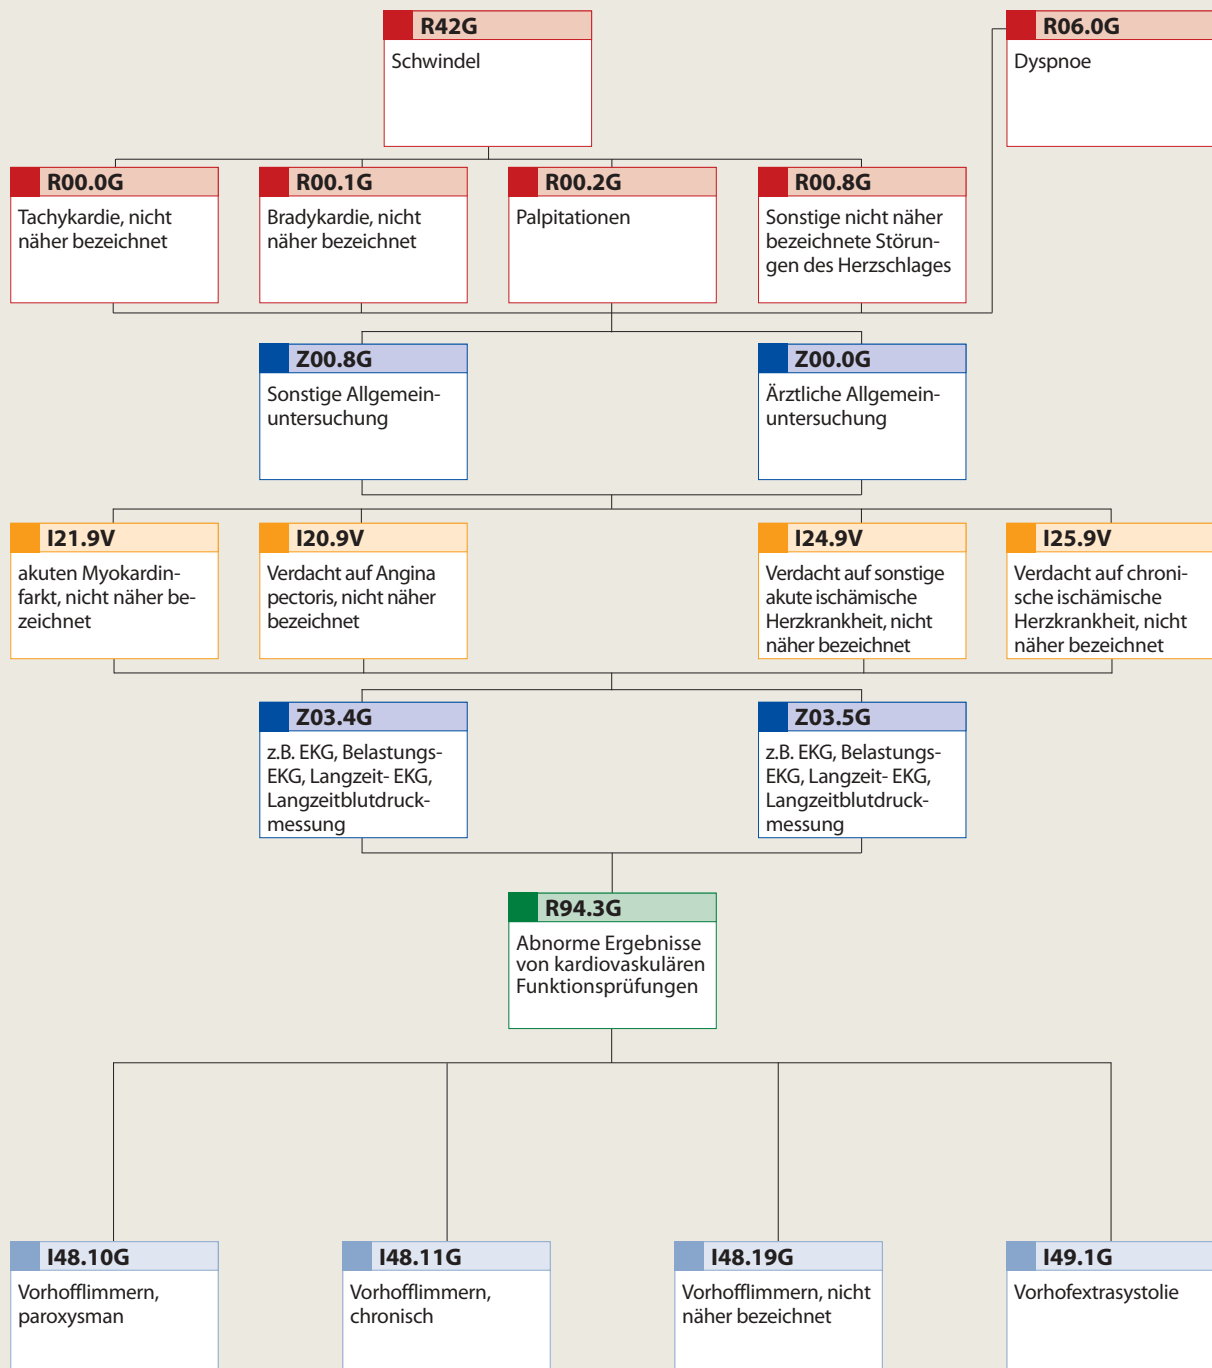 R42G
Schwindel
R06.0G
Dyspnoe
R00.0G
Tachykardie, nicht
näher bezeichnet
R00.1G
Bradykardie, nicht
näher bezeichnet
R00.2G
Palpitationen
R00.8G
Sonstige nicht näher
bezeichnete Störun-
gen des Herzschlages
Z00.8G
Sonstige Allgemein-
untersuchung
Z00.0G
Ärztliche Allgemein-
untersuchung
I21.9V
akuten Myokardin-
farkt, nicht näher be-
zeichnet
I20.9V
Verdacht auf Angina
pectoris, nicht näher
bezeichnet
I24.9V
Verdacht auf sonstige
akute ischämische
Herzkrankheit, nicht
näher bezeichnet
I25.9V
Verdacht auf chroni-
sche ischämische
Herzkrankheit, nicht
näher bezeichnet
Z03.4G
z.B. EKG, Belastungs-
EKG, Langzeit- EKG,
Langzeitblutdruck-
messung
Z03.5G
z.B. EKG, Belastungs-
EKG, Langzeit- EKG,
Langzeitblutdruck-
messung
R94.3G
Abnorme Ergebnisse
von kardiovaskulären
Funktionsprüfungen
I48.10G
Vorhofflimmern,
paroxysman
I48.11G
Vorhofflimmern,
chronisch
I48.19G
Vorhofflimmern, nicht
näher bezeichnet
I49.1G
Vorhofextrasystolie